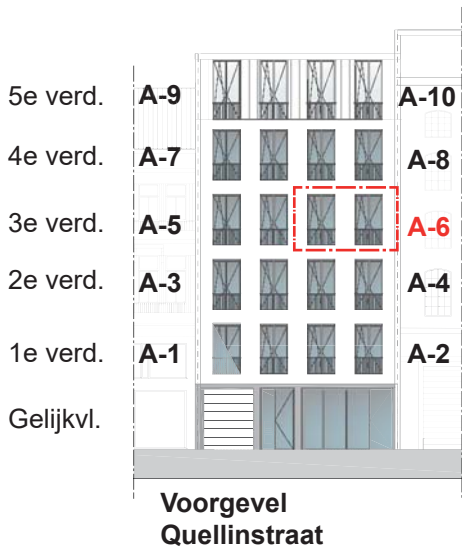 5e verd. A-9 A-10
4e verd. A-7 A-8
3e verd. A-5 A-6
2e verd. A-3 A-4
1e verd. A-1 A-2
Gelijkvl.
Voorgevel
Quellinstraat